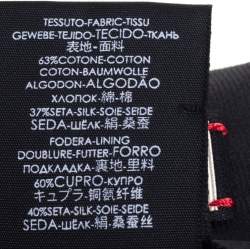 TESSUTO-FABRIC-TISSU
GEWEBE-TEJIDO-TECIDO-ТКАНЬ
表地-面料
63%COTONE-COTTON
COTON-BAUMWOLLE
ALGODON-ALGODÃO
ХЛОПОК-綿-棉
37%SETA-SILK-SOIE-SEIDE
SEDA-ШЁЛК-絹-桑蚕
FODERA-LINING
DOUBLURE-FUTTER-FORRO
ПОДКЛАДКА-裏地-里料
60%CUPRO-КУПРО
キュプラ-铜氨纤维
40%SETA-SILK-SOIE-SEIDE
SEDA-ШЁЛК-絹-桑蚕丝